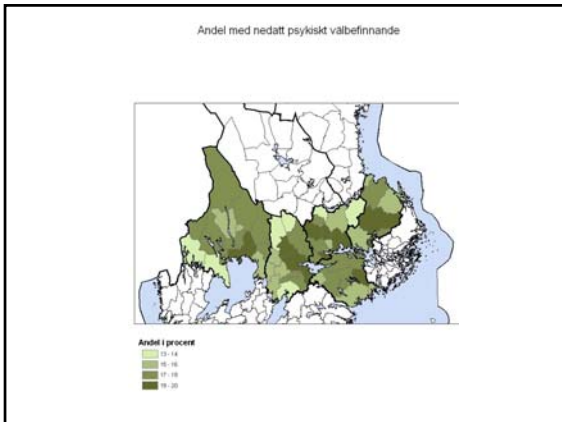 Andel med nedatt psykiskt välbefinnande
Andel i procent
13 - 14
15 - 16
17 - 18
19 - 20